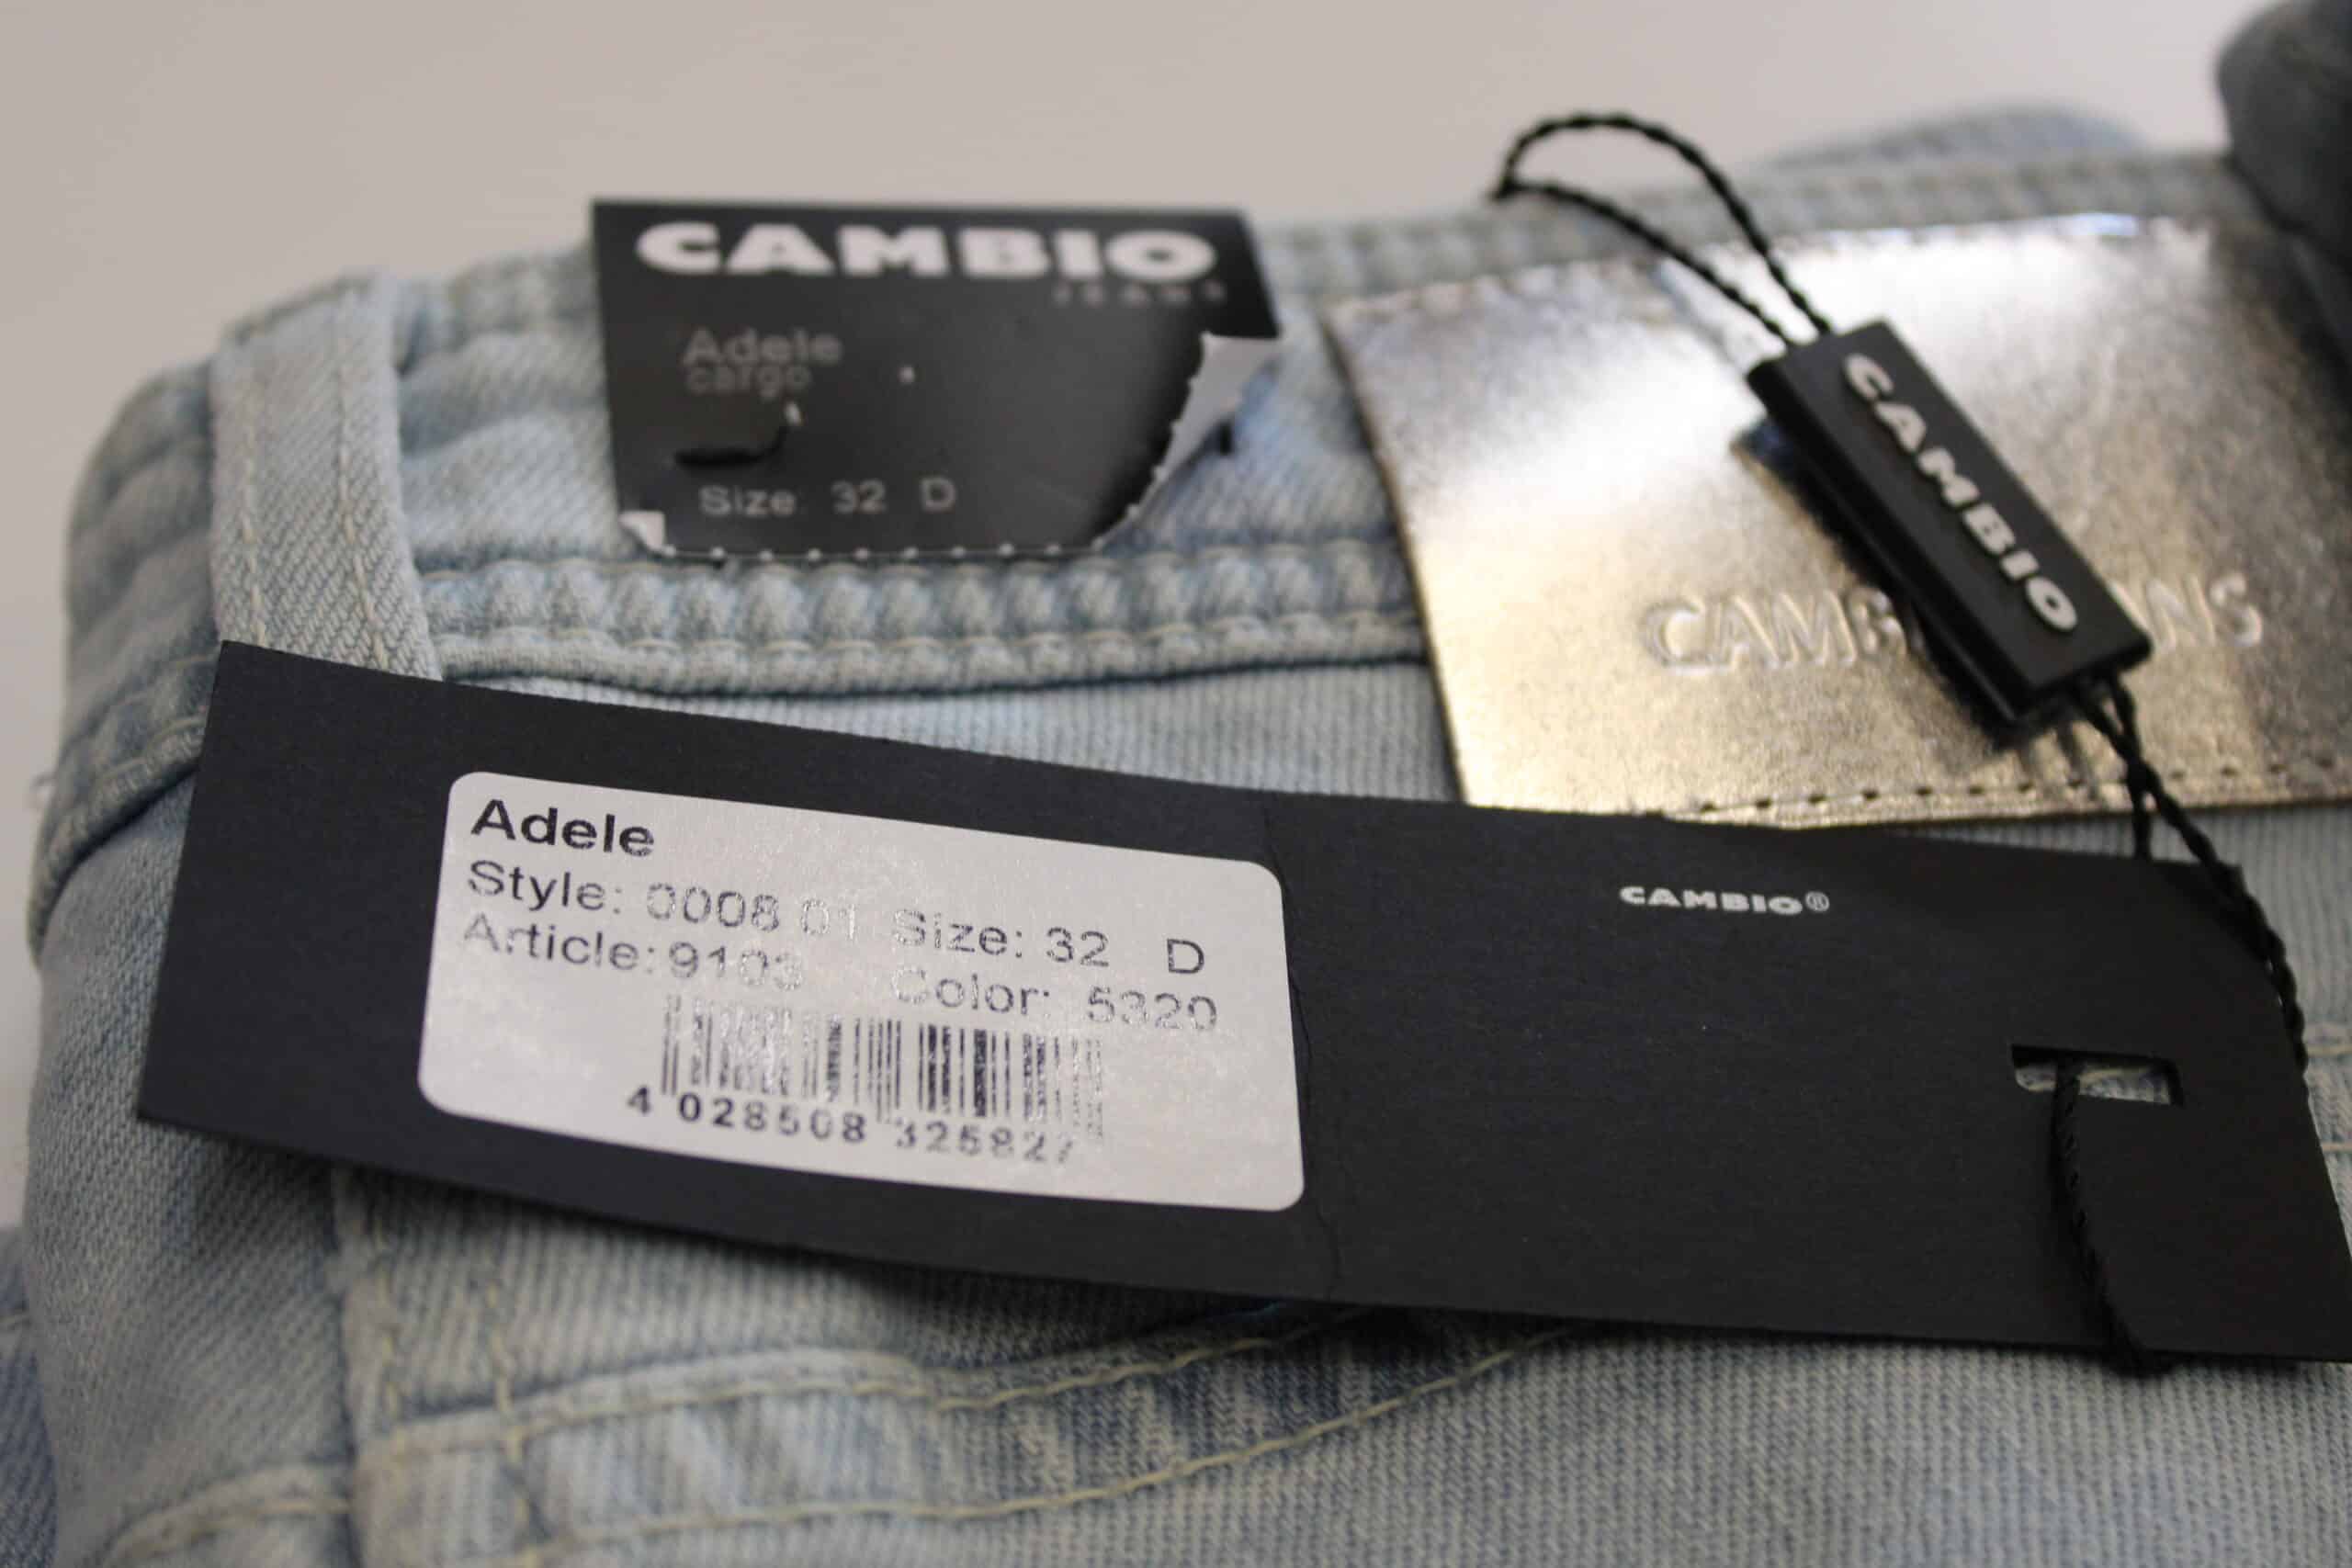 CAMBIO
JEANS
Adele
cargo
Size: 32 D
CAMBIO
Adele
Style: 0008 01 Size: 32 D
Article: 9103 Color: 5320
4 028508 325827
CAMBIO®